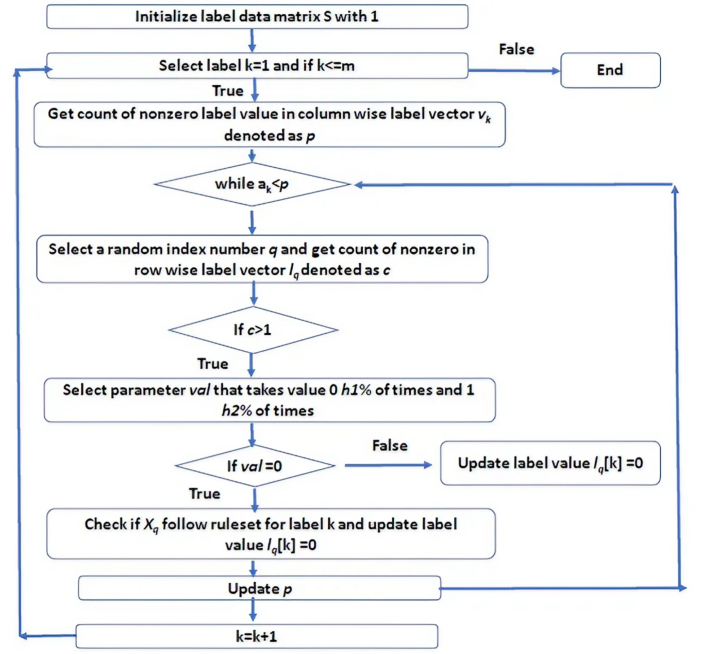 Initialize label data matrix S with 1
Select label k=1 and if k<=m
False
End
True
Get count of nonzero label value in column wise label vector vk
denoted as p
while ak<p
Select a random index number q and get count of nonzero in
row wise label vector lq denoted as c
If c>1
True
Select parameter val that takes value 0 h1% of times and 1
h2% of times
If val=0
False
Update label value lq[k] =0
True
Check if Xq follow ruleset for label k and update label
value lq[k] =0
Update p
k=k+1